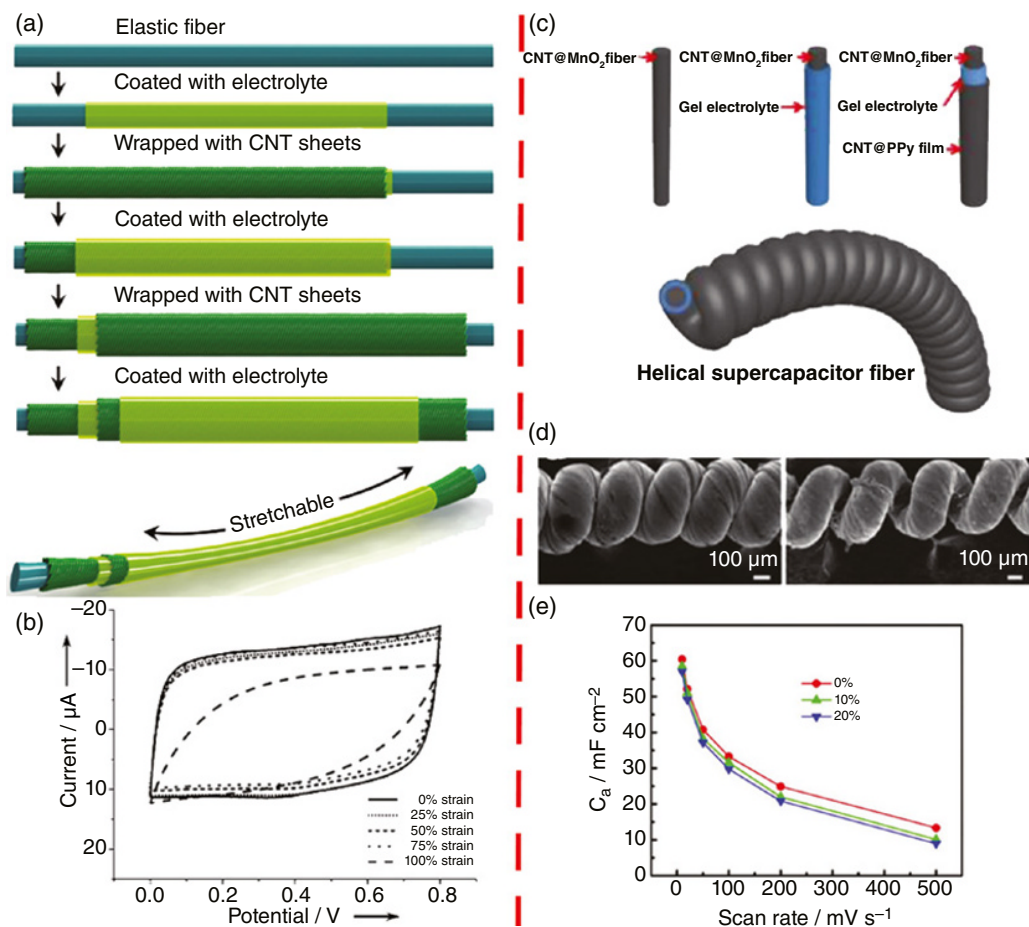 (a)
Elastic fiber
Coated with electrolyte
Wrapped with CNT sheets
Coated with electrolyte
Wrapped with CNT sheets
Coated with electrolyte
Stretchable
(b)
–20
–10
0
10
20
Current / µA
0% strain
25% strain
50% strain
75% strain
100% strain
0.0 0.2 0.4 0.6 0.8
Potential / V
(c)
CNT@MnO₂fiber
CNT@MnO₂fiber
Gel electrolyte
CNT@MnO₂fiber
Gel electrolyte
CNT@PPy film
Helical supercapacitor fiber
(d)
100 µm
100 µm
(e)
70
60
50
40
30
20
10
0
Cₐ / mF cm⁻²
0%
10%
20%
0 100 200 300 400 500
Scan rate / mV s⁻¹